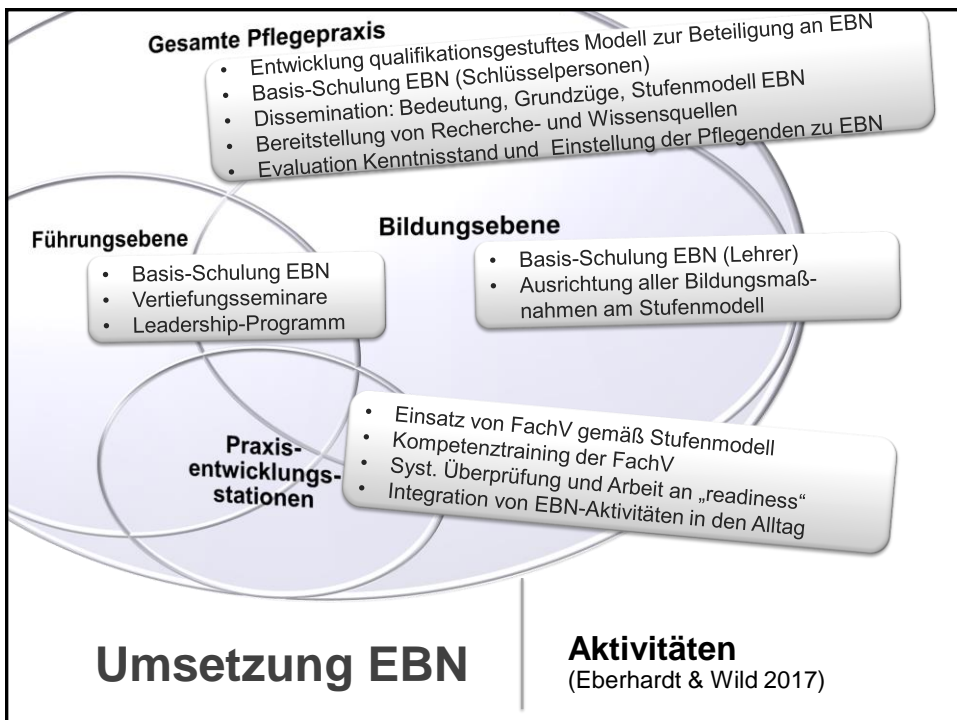 Gesamte Pflegepraxis
• Entwicklung qualifikationsgestuftes Modell zur Beteiligung an EBN
• Basis-Schulung EBN (Schlüsselpersonen)
• Dissemination: Bedeutung, Grundzüge, Stufenmodell EBN
• Bereitstellung von Recherche- und Wissensquellen
• Evaluation Kenntnisstand und Einstellung der Pflegenden zu EBN
Führungsebene
• Basis-Schulung EBN
• Vertiefungsseminare
• Leadership-Programm
Bildungsebene
• Basis-Schulung EBN (Lehrer)
• Ausrichtung aller Bildungsmaß-
nahmen am Stufenmodell
Praxis-
entwicklungs-
stationen
• Einsatz von FachV gemäß Stufenmodell
• Kompetenztraining der FachV
• Syst. Überprüfung und Arbeit an „readiness“
• Integration von EBN-Aktivitäten in den Alltag
Umsetzung EBN
Aktivitäten
(Eberhardt & Wild 2017)